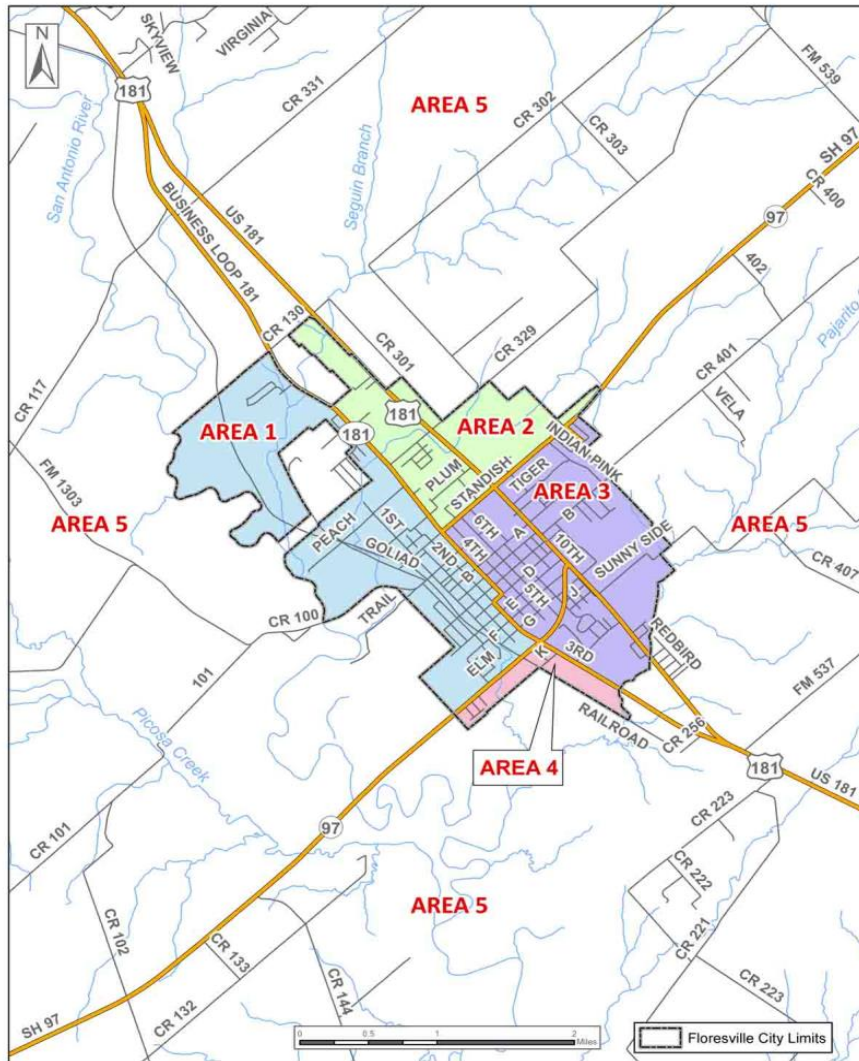 N
SKYVIEW
VIRGINIA
181
CR 331
AREA 5
CR 302
FM 539
CR 303
SH 97
CR 400
San Antonio River
Seguin Branch
97
BUSINESS LOOP 181
US 181
402
CR 130
CR 301
CR 329
Pajarito
CR 401
CR 117
VELA
AREA 1
181
181
AREA 2
INDIAN PINK
PLUM
STANDISH
TIGER
AREA 3
FM 1303
AREA 5
PEACH
1ST
GOLIAD
2ND
4TH
6TH
A
B
B
10TH
SUNNY SIDE
AREA 5
D
5TH
J
CR 407
CR 100
TRAIL
E
G
F
ELM
K
3RD
REDBIRD
101
FM 537
RAILROAD
CR 256
Picosa Creek
AREA 4
181
US 181
CR 223
97
CR 101
CR 222
AREA 5
CR 221
CR 102
CR 133
CR 223
CR 132
CR 144
SH 97
0 0.5 1 2
Miles
Floresville City Limits